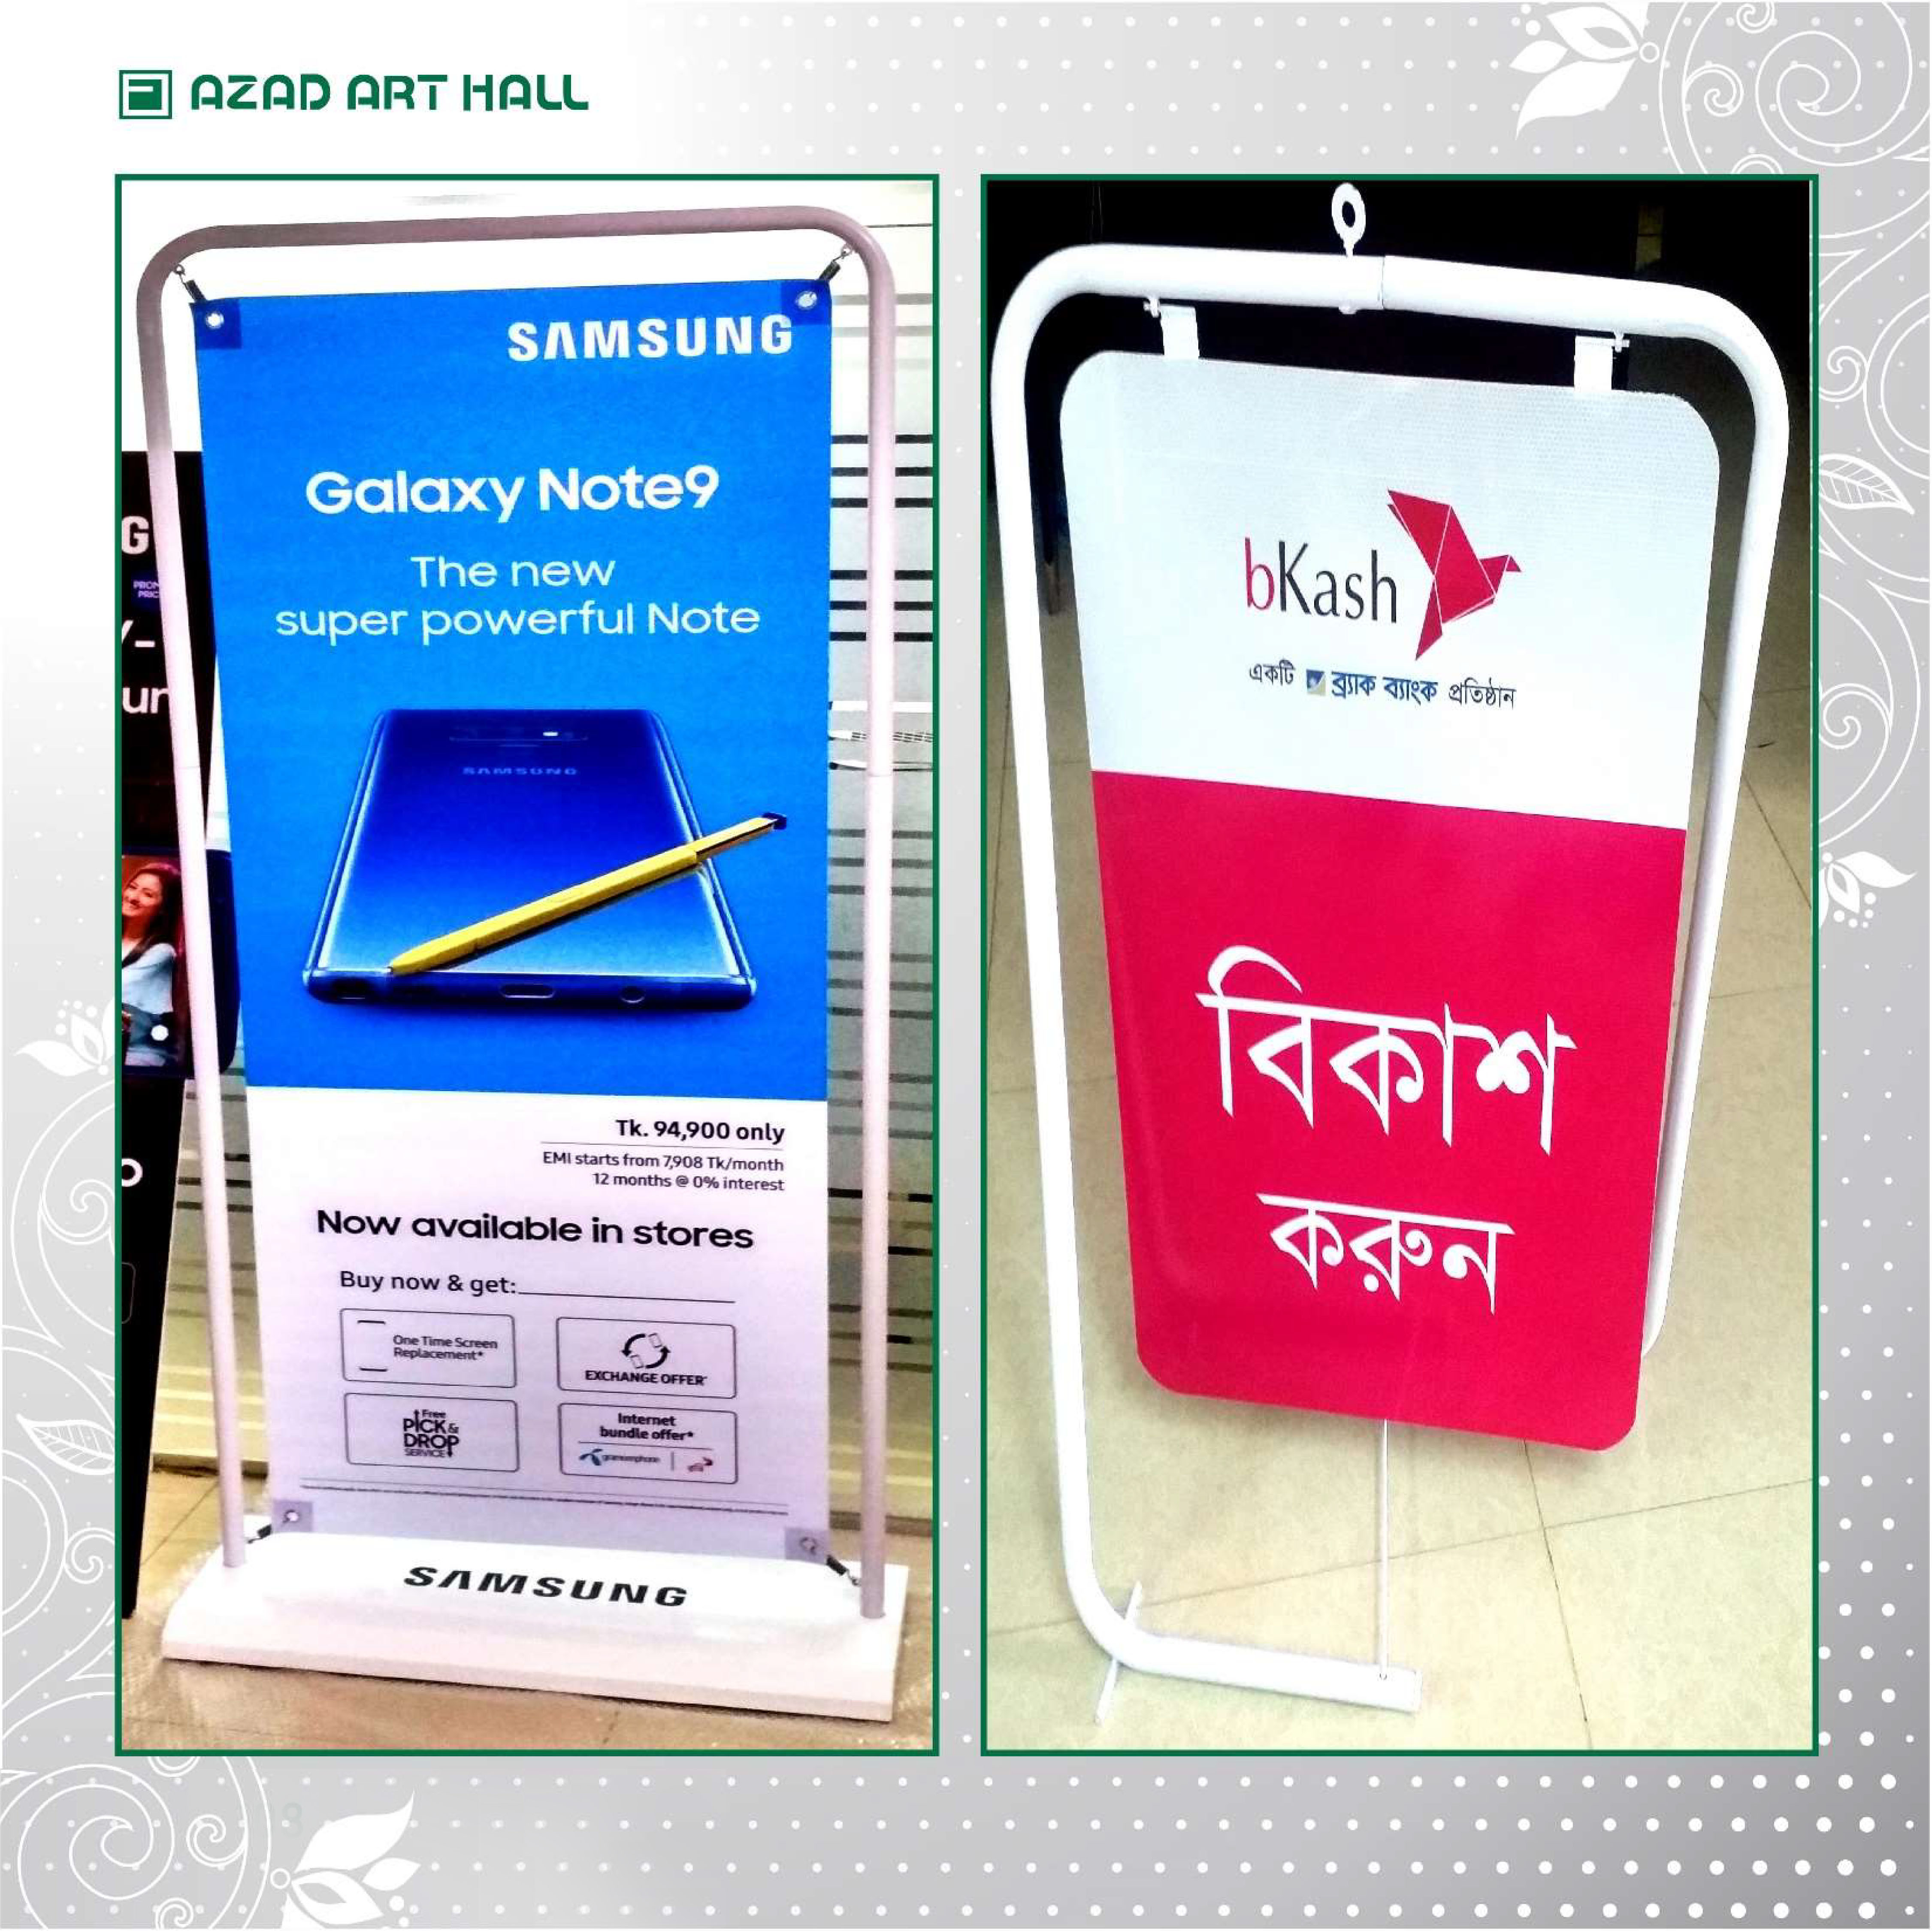 AZAD ART HALL
SAMSUNG
Galaxy Note9
The new
super powerful Note
SAMSUNG
Tk. 94,900 only
EMI starts from 7,908 Tk/month
12 months @ 0% interest
Now available in stores
Buy now & get:
One Time Screen
Replacement*
EXCHANGE OFFER*
Free
PICK &
DROP
SERVICE
Internet
bundle offer*
grameenphone
SAMSUNG
G
/-
ur
bKash
একটি ব্র্যাক ব্যাংক প্রতিষ্ঠান
বিকাশ
করুন